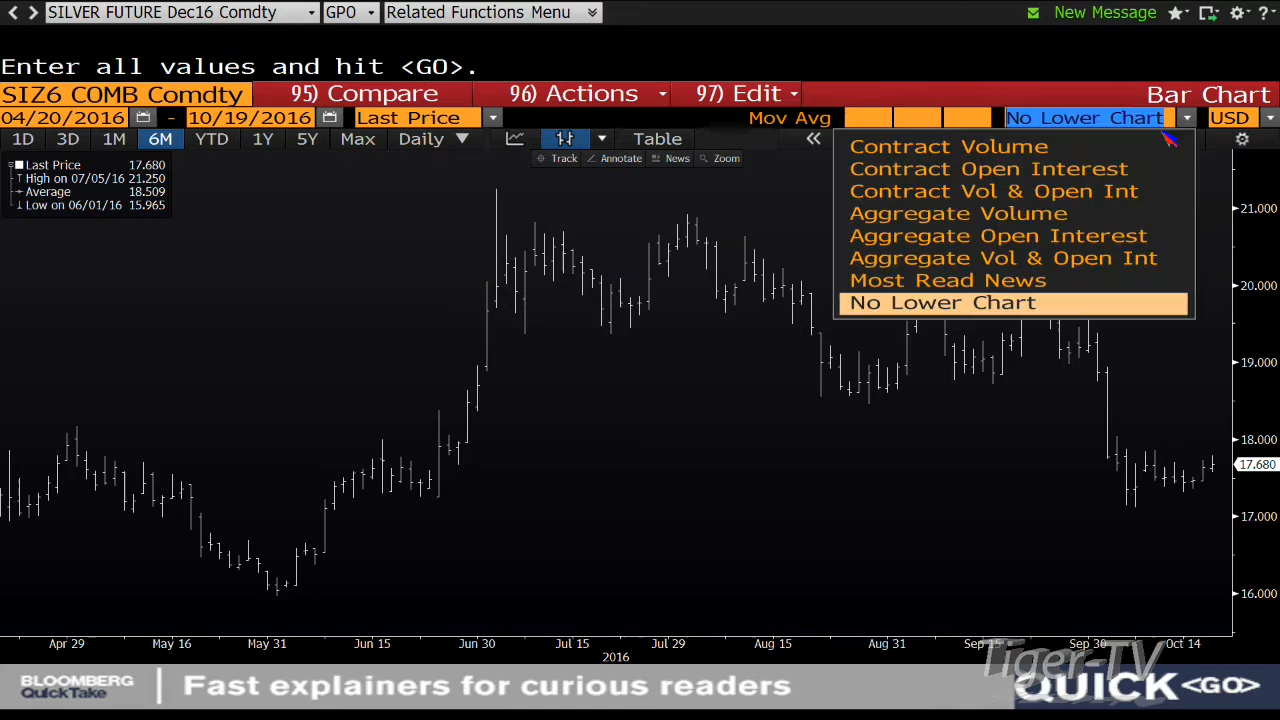 SILVER FUTURE Dec16 Comdty GPO Related Functions Menu New Message ?
Enter all values and hit <GO>.
SIZ6 COMB Comdty 95) Compare 96) Actions 97) Edit Bar Chart
04/20/2016 - 10/19/2016 Last Price Mov Avg No Lower Chart USD
1D 3D 1M 6M YTD 1Y 5Y Max Daily Table
Track Annotate News Zoom
Last Price 17.680
High on 07/05/16 21.250
Average 18.509
Low on 06/01/16 15.965
Contract Volume
Contract Open Interest
Contract Vol & Open Int
Aggregate Volume
Aggregate Open Interest
Aggregate Vol & Open Int
Most Read News
No Lower Chart
21.000
20.000
19.000
18.000
17.680
17.000
16.000
Apr 29 May 16 May 31 Jun 15 Jun 30 Jul 15 Jul 29 Aug 15 Aug 31 Sep 15 Sep 30 Oct 14
2016
Tiger-TV
BLOOMBERG
QuickTake
Fast explainers for curious readers
QUICK <GO>